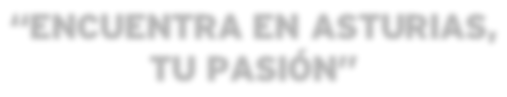 “ENCUENTRA EN ASTURIAS,
TU PASIÓN”